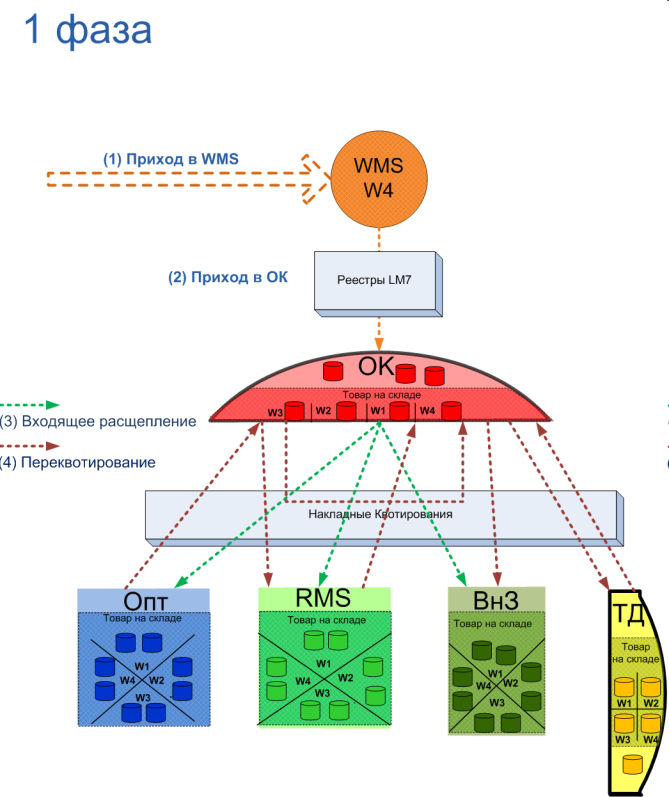 1 фаза
(1) Приход в WMS
WMS
W4
(2) Приход в ОК
Реестры LM7
ОК
Товар на складе
W3 W2 W1 W4
(3) Входящее расщепление
(4) Переквотирование
Накладные Квотирования
Опт
Товар на складе
W1
W4 W2
W3
RMS
Товар на складе
W1
W4 W2
W3
ВнЗ
Товар на складе
W1
W4 W2
W3
ТД
Товар
на складе
W1 W2
W3 W4